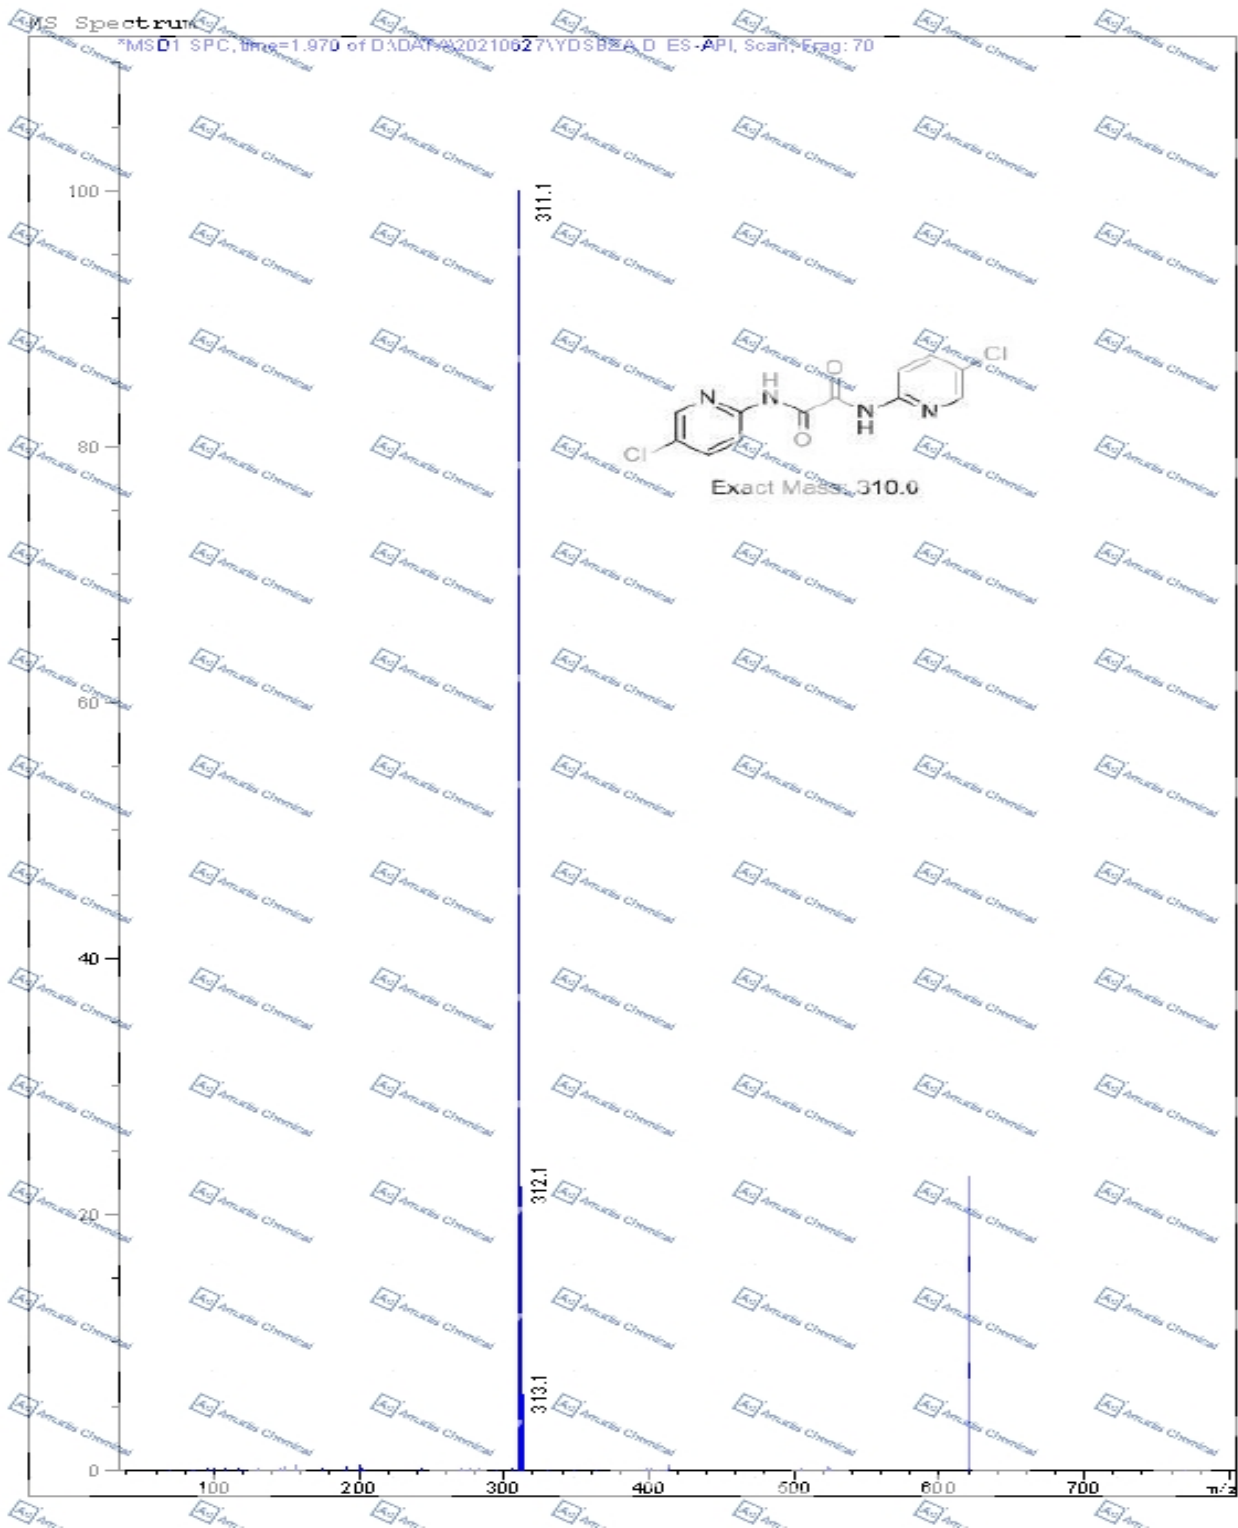 MS Spectrum
*MSD1 SPC, time=1.970 of D:\DATA\20210627\YDSBZA.D ES-API, Scan, Frag: 70
100
311.1
Cl
O
H
N
N
N
N
O
H
80
Cl
Exact Mass: 310.0
60
40
312.1
20
313.1
0
100 200 300 400 500 600 700 m/z